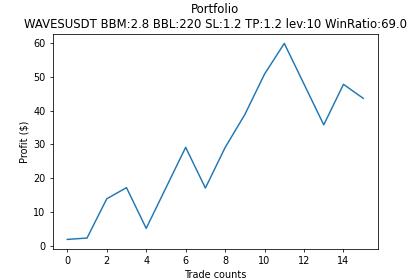 Portfolio
WAVESUSDT BBM:2.8 BBL:220 SL:1.2 TP:1.2 lev:10 WinRatio:69.0
60
50
40
30
20
10
0
Profit ($)
0 2 4 6 8 10 12 14
Trade counts